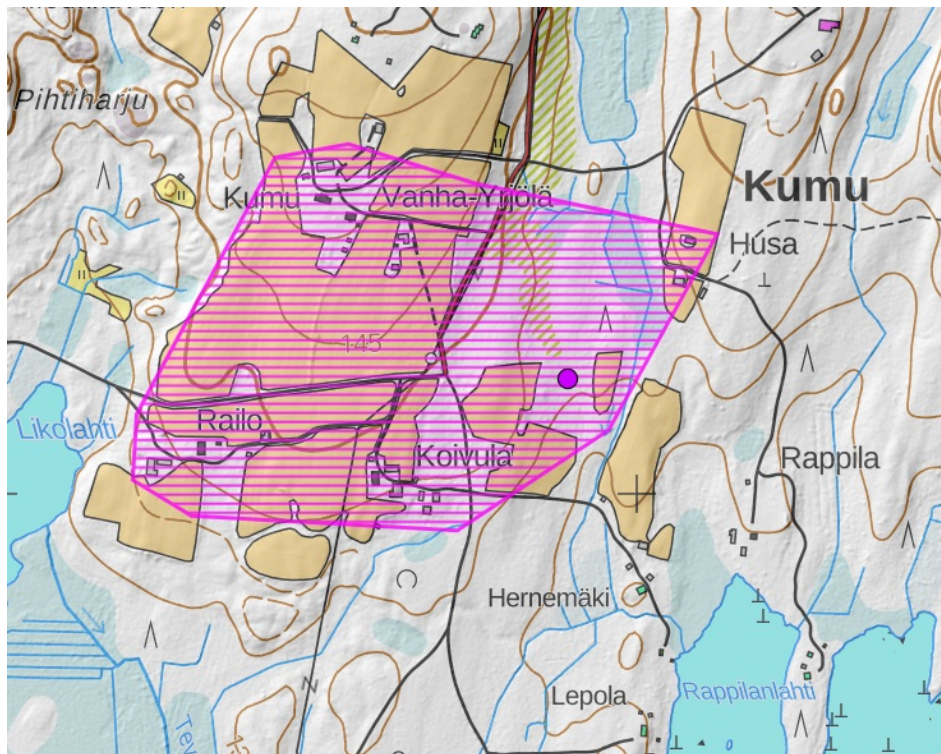 Pihtiharju
Kumu
Vanha-Yrjölä
Kumu
Husa
145
Likolahti
Railo
Koivula
Rappila
Hernemäki
Lepola
Rappilanlahti